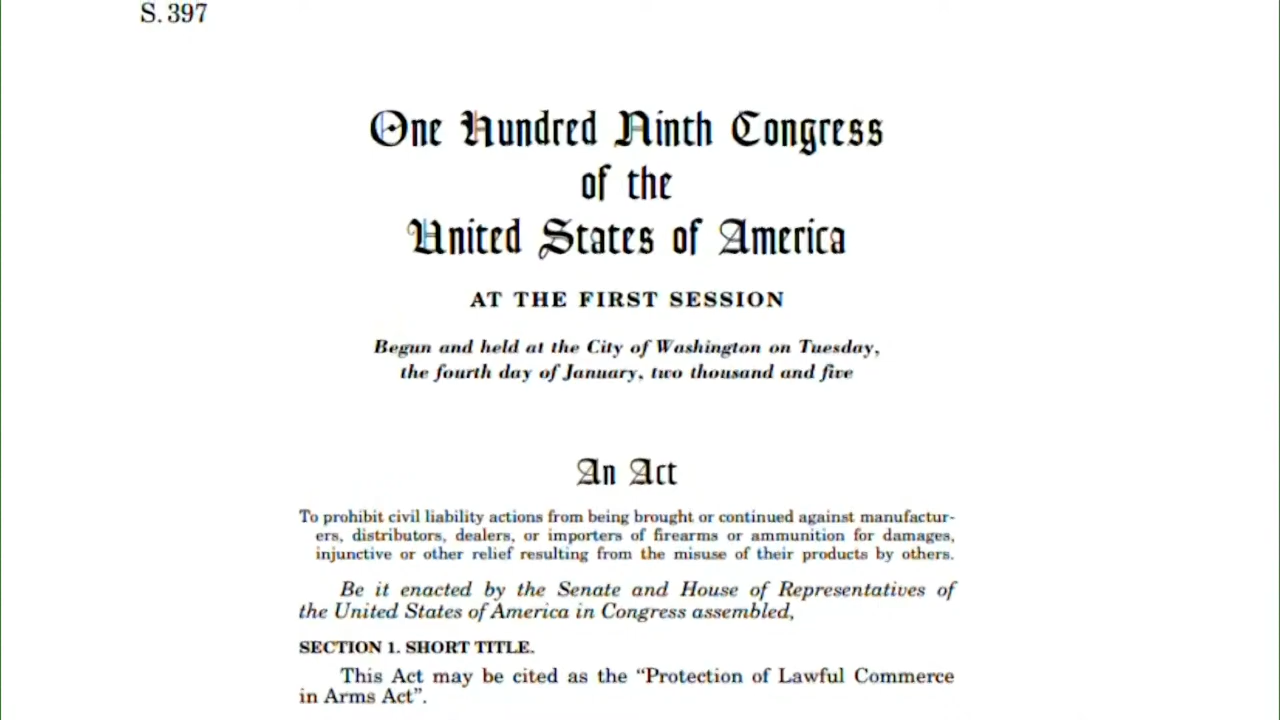 S. 397
One Hundred Ninth Congress
of the
United States of America
AT THE FIRST SESSION
Begun and held at the City of Washington on Tuesday,
the fourth day of January, two thousand and five
An Act
To prohibit civil liability actions from being brought or continued against manufactur-
ers, distributors, dealers, or importers of firearms or ammunition for damages,
injunctive or other relief resulting from the misuse of their products by others.
Be it enacted by the Senate and House of Representatives of
the United States of America in Congress assembled,
SECTION 1. SHORT TITLE.
This Act may be cited as the “Protection of Lawful Commerce
in Arms Act”.